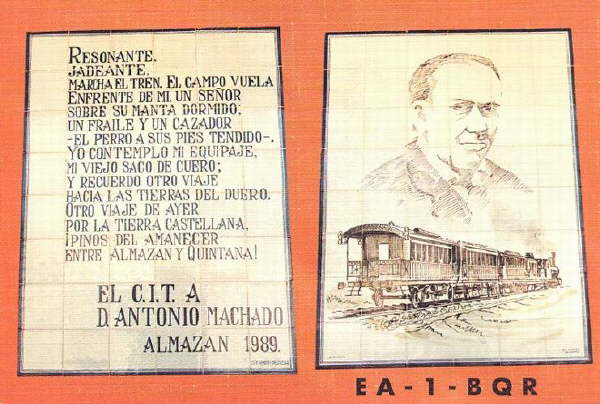 RESONANTE.
JADEANTE.
MARCHA EL TREN. EL CAMPO VUELA
ENFRENTE DE MI, UN SEÑOR
SOBRE SU MANTA DORMIDO;
UN FRAILE Y UN CAZADOR
-EL PERRO A SUS PIES TENDIDO-.
YO CONTEMPLO MI EQUIPAJE,
MI VIEJO SACO DE CUERO;
Y RECUERDO OTRO VIAJE
HACIA LAS TIERRAS DEL DUERO.
OTRO VIAJE DE AYER
POR LA TIERRA CASTELLANA,
¡PINOS DEL AMANECER
ENTRE ALMAZAN Y QUINTANA!
EL C.I.T. A
D. ANTONIO MACHADO
ALMAZAN 1989.
EA-1-BQR